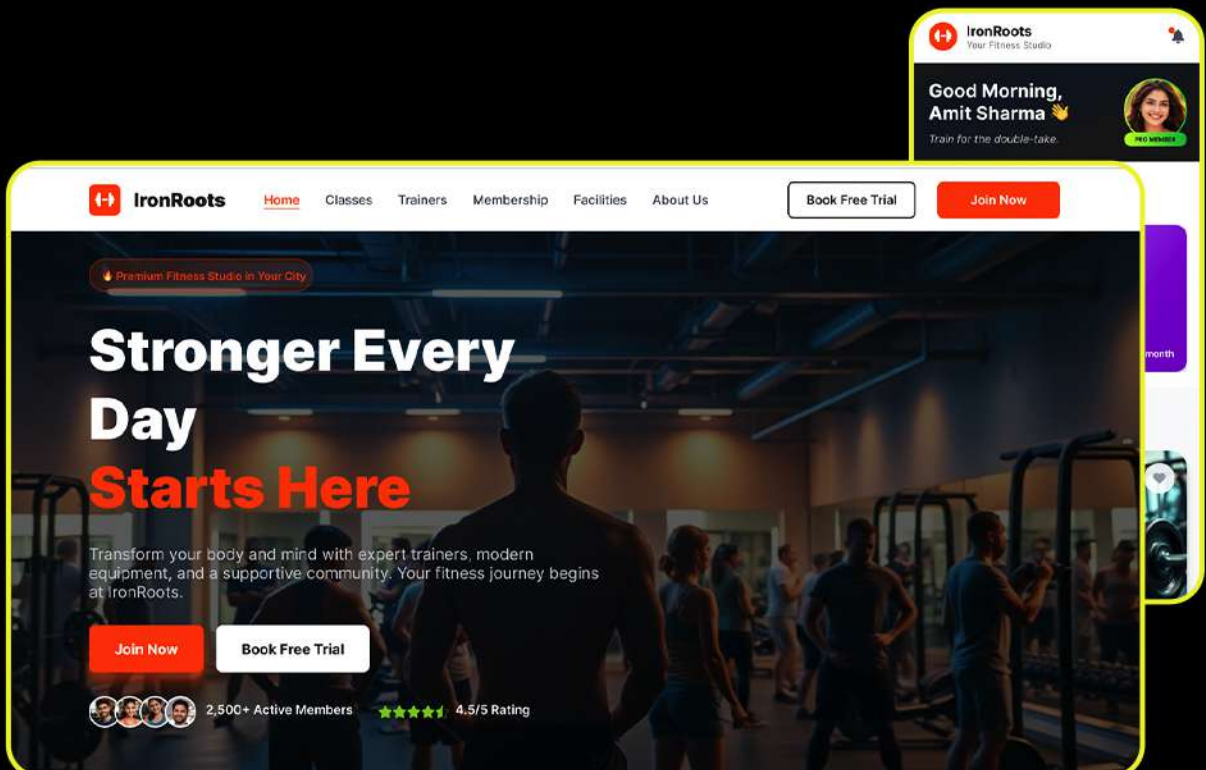 IronRoots
Your Fitness Studio
Good Morning,
Amit Sharma 👋
Train for the double-take.
PRO MEMBER
IronRoots
Home
Classes
Trainers
Membership
Facilities
About Us
Book Free Trial
Join Now
🔥 Premium Fitness Studio in Your City
Stronger Every
Day
Starts Here
Transform your body and mind with expert trainers, modern
equipment, and a supportive community. Your fitness journey begins
at IronRoots.
Join Now
Book Free Trial
2,500+ Active Members
4.5/5 Rating
month